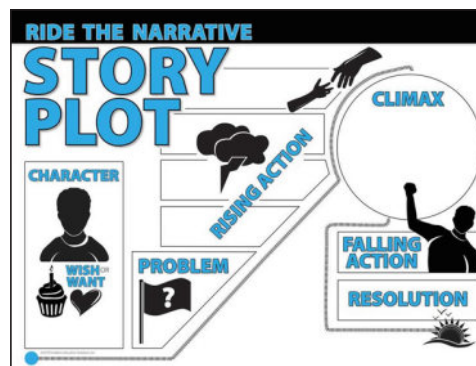 RIDE THE NARRATIVE
STORY
PLOT
CLIMAX
CHARACTER
RISING ACTION
WISH OR
WANT
PROBLEM
?
FALLING
ACTION
RESOLUTION